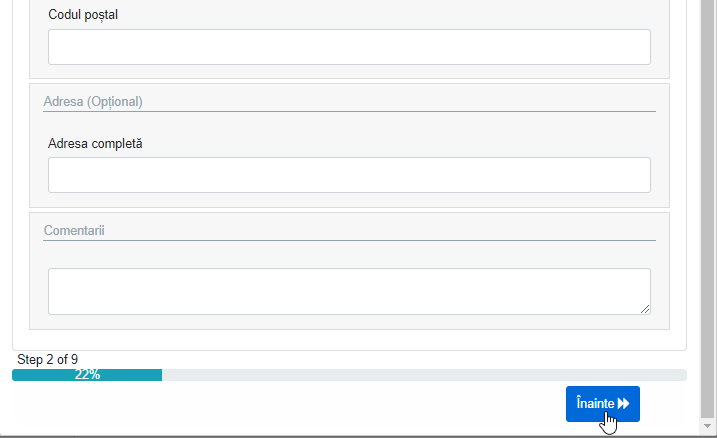 Codul poștal
Adresa (Opțional)
Adresa completă
Comentarii
Step 2 of 9
22%
Înainte